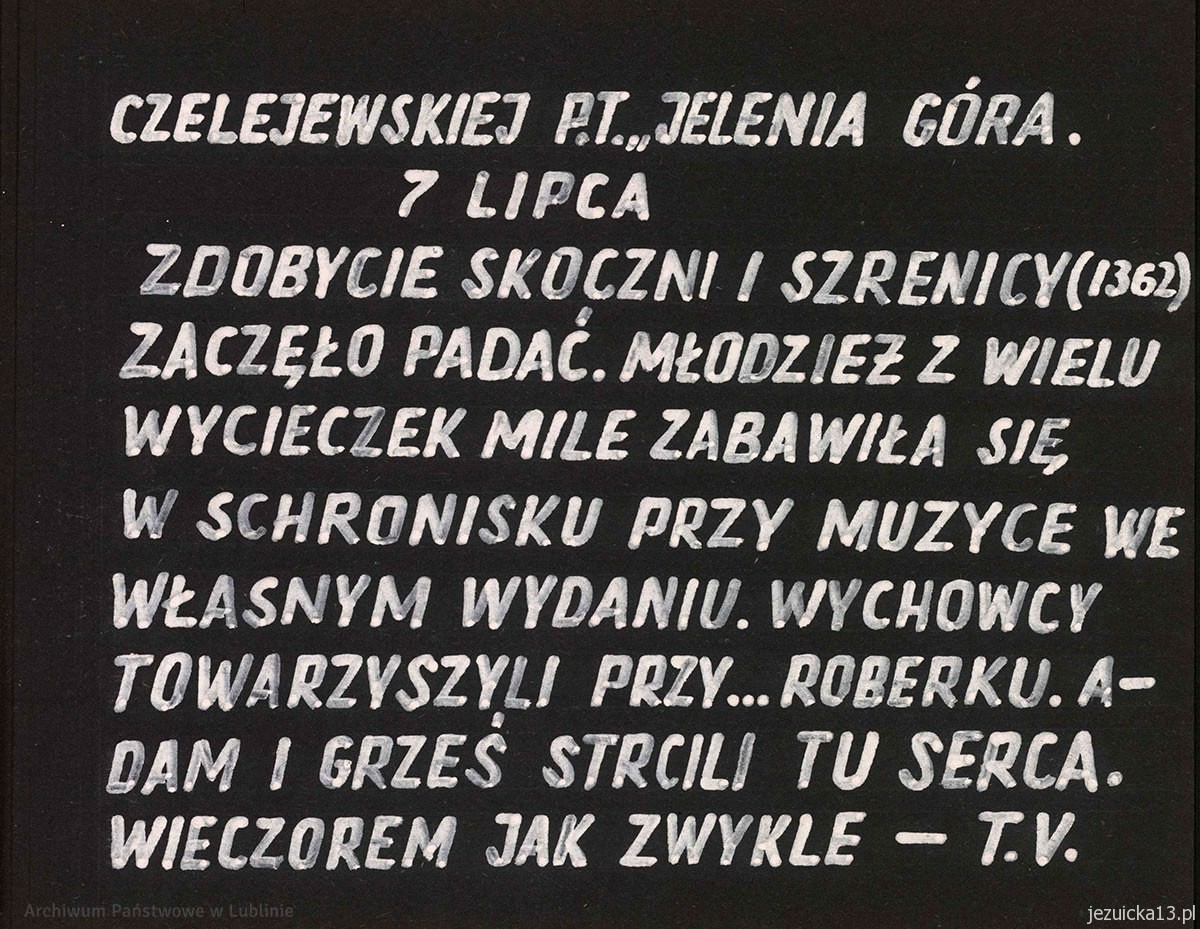 CZELEJEWSKIEJ P.T. „JELENIA GÓRA.
7 LIPCA
ZDOBYCIE SKOCZNI I SZRENICY (1362)
ZACZĘŁO PADAĆ. MŁODZIEŻ Z WIELU
WYCIECZEK MILE ZABAWIŁA SIĘ,
W SCHRONISKU PRZY MUZYCE WE
WŁASNYM WYDANIU. WYCHOWCY
TOWARZYSZYLI PRZY... ROBERKU. A-
DAM I GRZEŚ STRCILI TU SERCA.
WIECZOREM JAK ZWYKLE – T.V.
Archiwum Państwowe w Lublinie
jezuicka13.pl